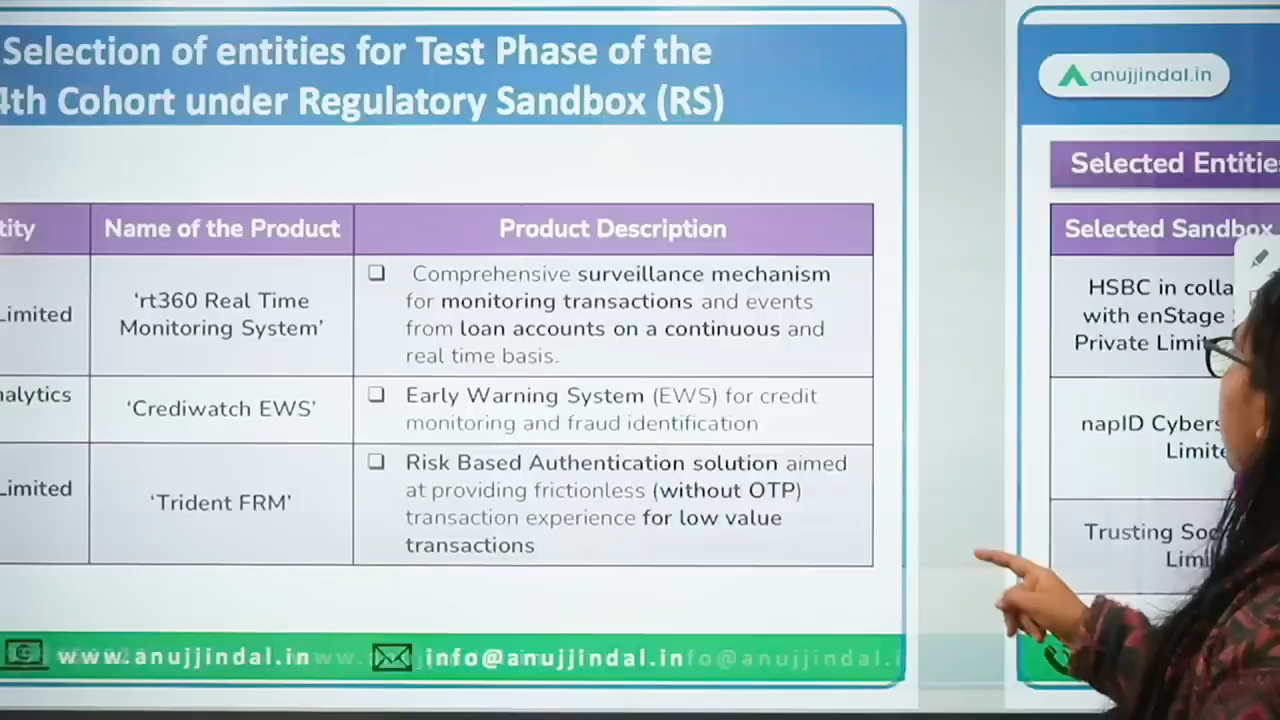 Selection of entities for Test Phase of the
4th Cohort under Regulatory Sandbox (RS)
tity
Name of the Product
Product Description
Limited
'rt360 Real Time
Monitoring System'
❑ Comprehensive surveillance mechanism
for monitoring transactions and events
from loan accounts on a continuous and
real time basis.
nalytics
'Crediwatch EWS'
❑ Early Warning System (EWS) for credit
monitoring and fraud identification
Limited
'Trident FRM'
❑ Risk Based Authentication solution aimed
at providing frictionless (without OTP)
transaction experience for low value
transactions
www.anujjindal.in
info@anujjindal.in
anujjindal.in
Selected Entitie
Selected Sandbox
HSBC in colla
with enStage
Private Limit
napID Cybers
Limite
Trusting Soc
Limi